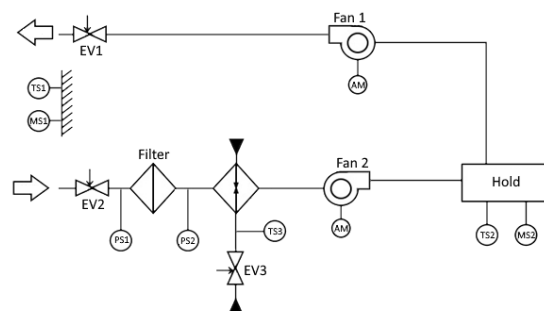 Fan 1
EV1
AM
TS1
MS1
Filter
Fan 2
Hold
EV2
PS1
PS2
TS3
AM
TS2
MS2
EV3